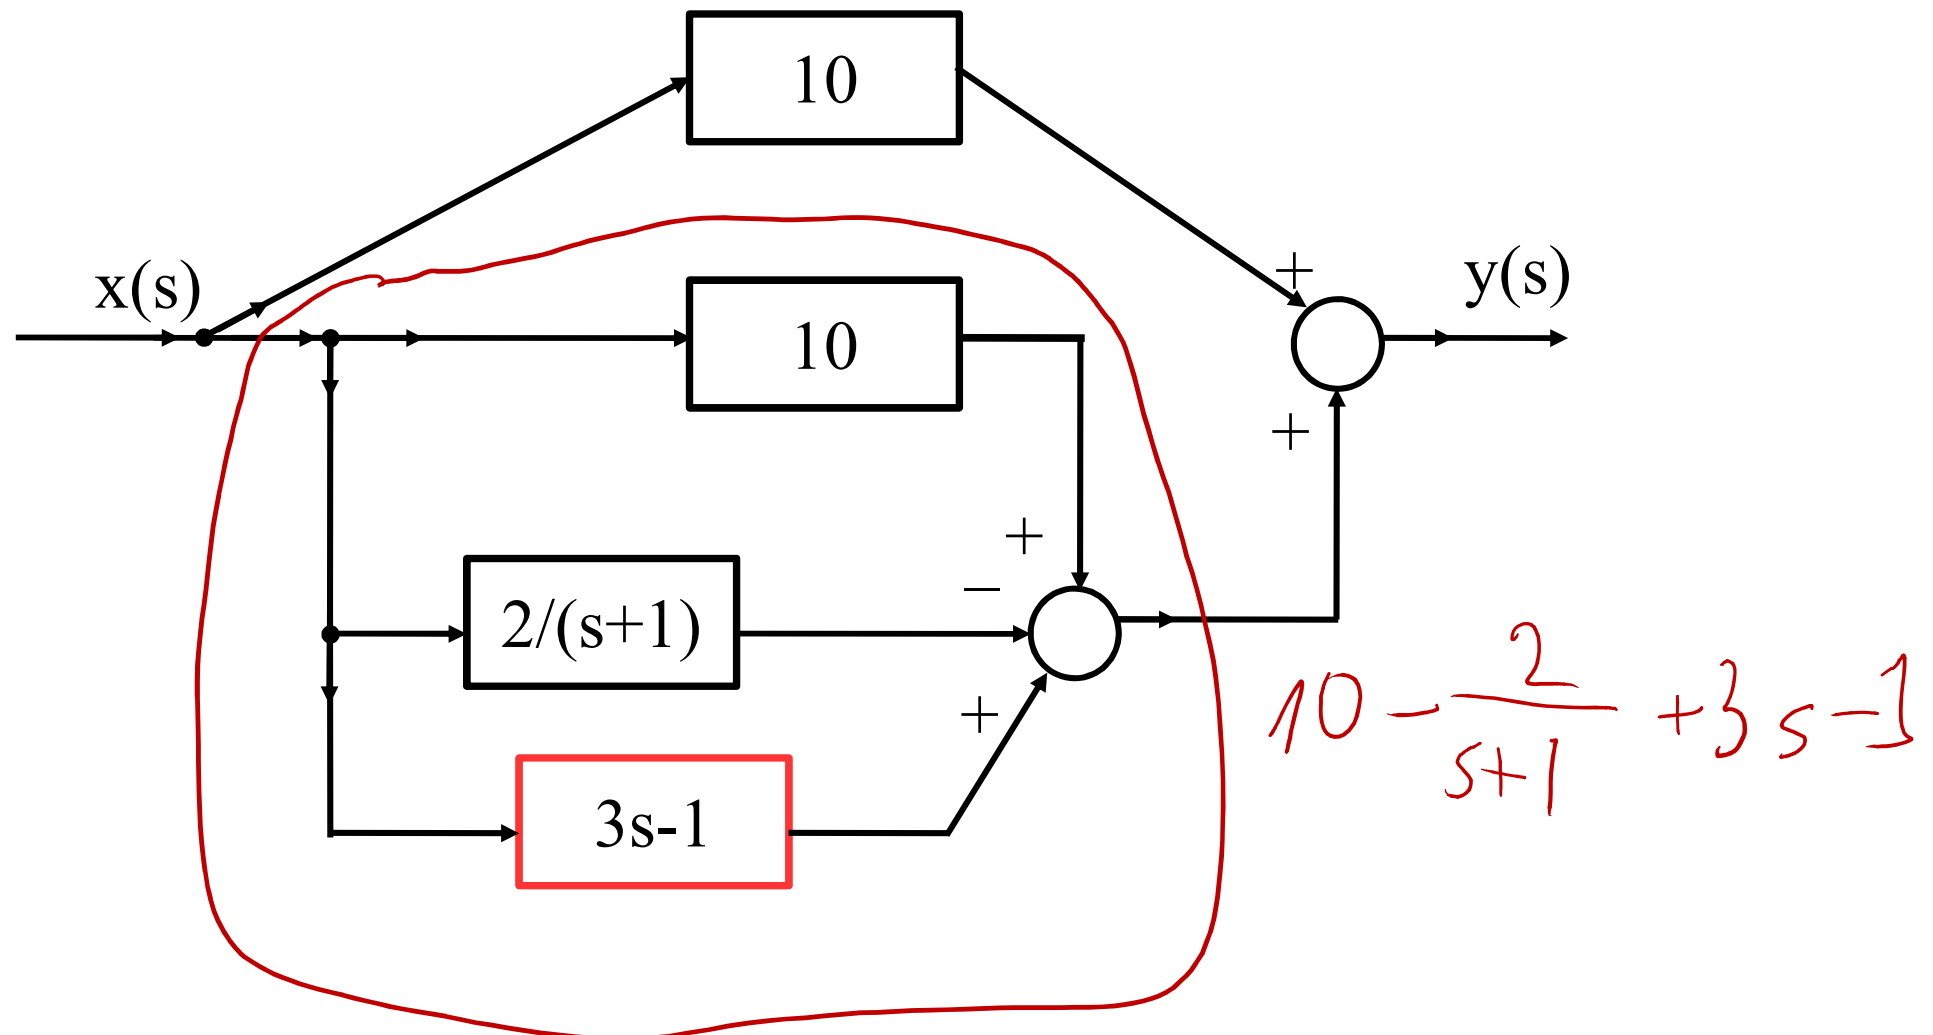 10
x(s)
10
+
y(s)
+
+
−
2/(s+1)
+
3s-1
10 − 2/(s+1) + 3s − 1